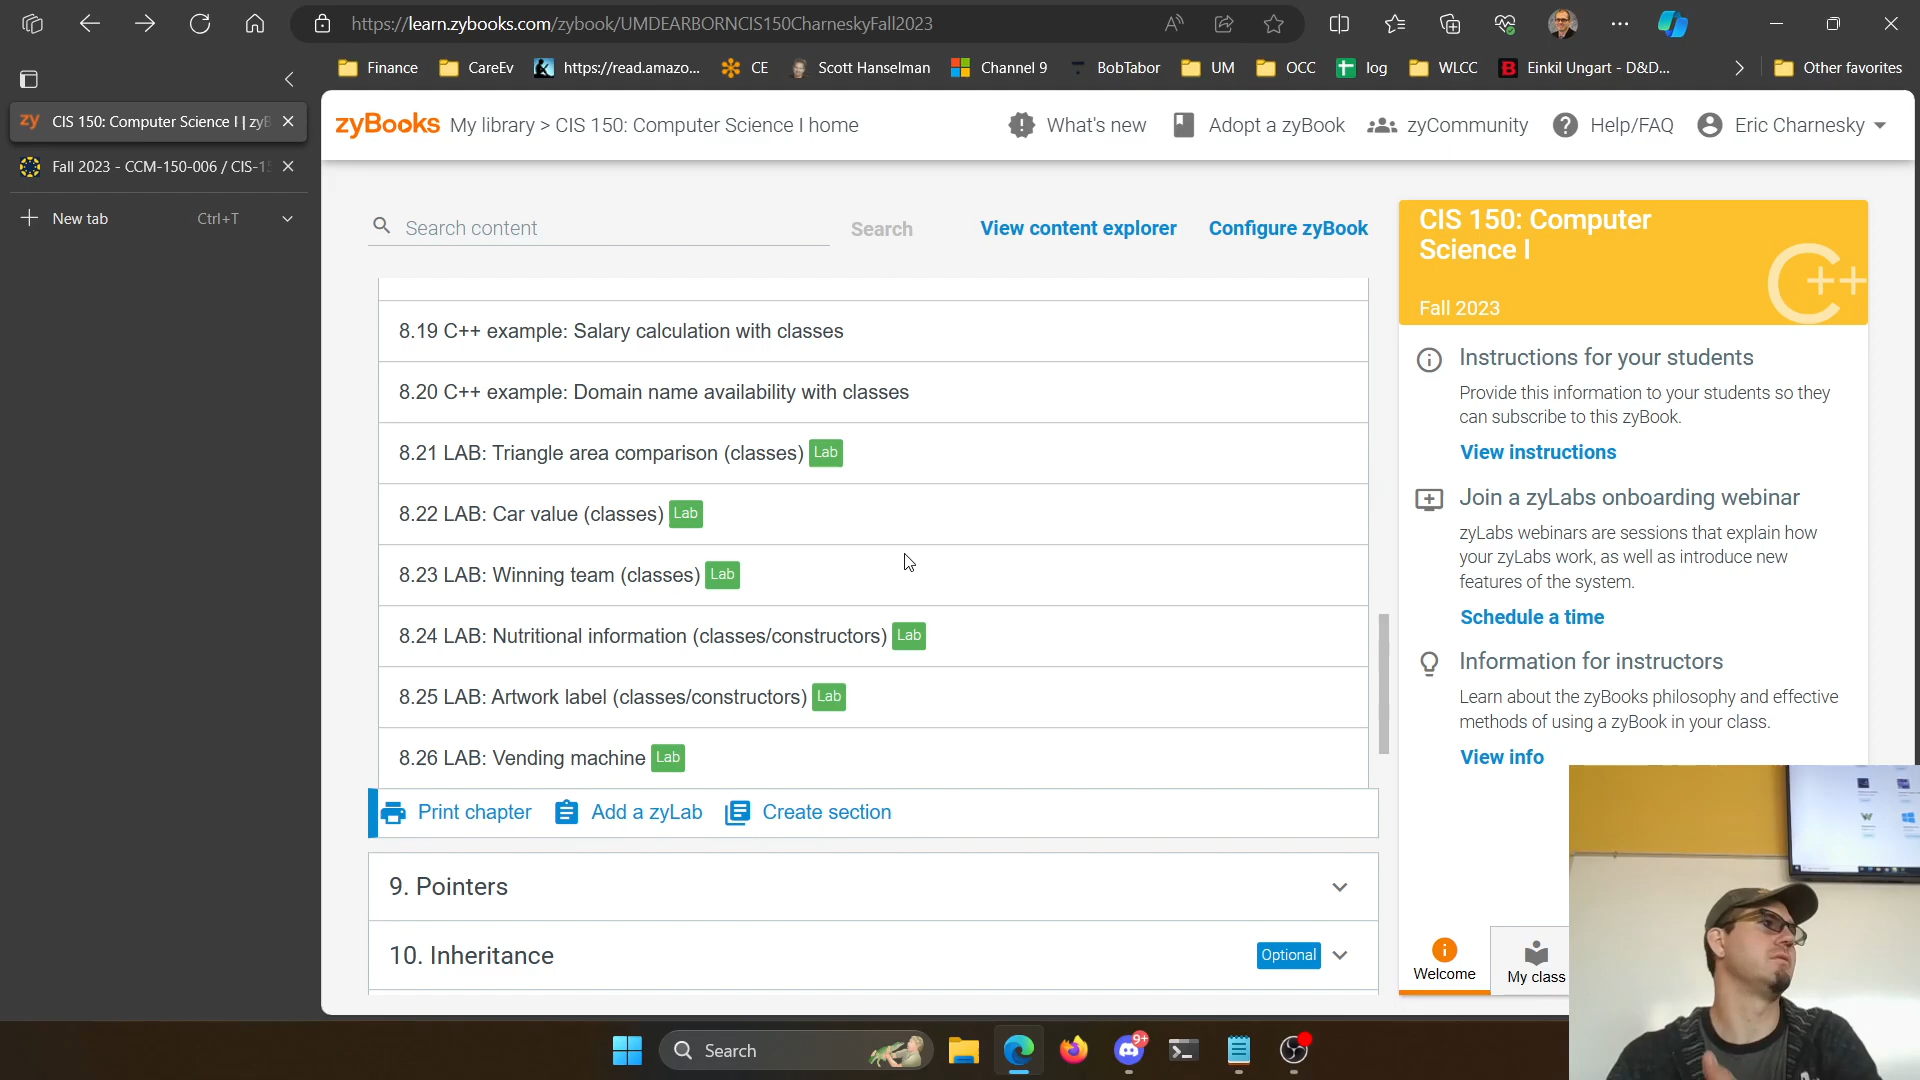 https://learn.zybooks.com/zybook/UMDEARBORNCIS150CharneskyFall2023
Finance
CareEv
https://read.amazo...
CE
Scott Hanselman
Channel 9
BobTabor
UM
OCC
log
WLCC
Einkil Ungart - D&D...
Other favorites
zy CIS 150: Computer Science I | zyB
Fall 2023 - CCM-150-006 / CIS-15
New tab Ctrl+T
zyBooks My library > CIS 150: Computer Science I home
What's new
Adopt a zyBook
zyCommunity
Help/FAQ
Eric Charnesky
Search content
Search
View content explorer
Configure zyBook
8.19 C++ example: Salary calculation with classes
8.20 C++ example: Domain name availability with classes
8.21 LAB: Triangle area comparison (classes) Lab
8.22 LAB: Car value (classes) Lab
8.23 LAB: Winning team (classes) Lab
8.24 LAB: Nutritional information (classes/constructors) Lab
8.25 LAB: Artwork label (classes/constructors) Lab
8.26 LAB: Vending machine Lab
Print chapter
Add a zyLab
Create section
9. Pointers
10. Inheritance Optional
CIS 150: Computer
Science I
C++
Fall 2023
Instructions for your students
Provide this information to your students so they
can subscribe to this zyBook.
View instructions
Join a zyLabs onboarding webinar
zyLabs webinars are sessions that explain how
your zyLabs work, as well as introduce new
features of the system.
Schedule a time
Information for instructors
Learn about the zyBooks philosophy and effective
methods of using a zyBook in your class.
View info
Welcome
My class
Search
9+